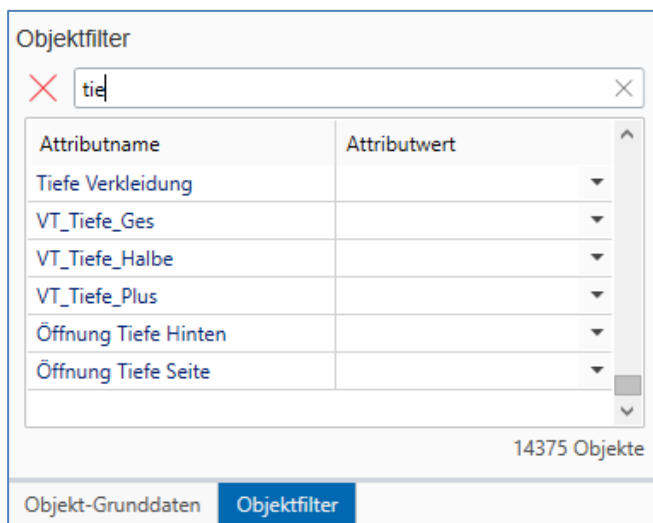 Objektfilter
tie
Attributname Attributwert
Tiefe Verkleidung
VT_Tiefe_Ges
VT_Tiefe_Halbe
VT_Tiefe_Plus
Öffnung Tiefe Hinten
Öffnung Tiefe Seite
14375 Objekte
Objekt-Grunddaten Objektfilter